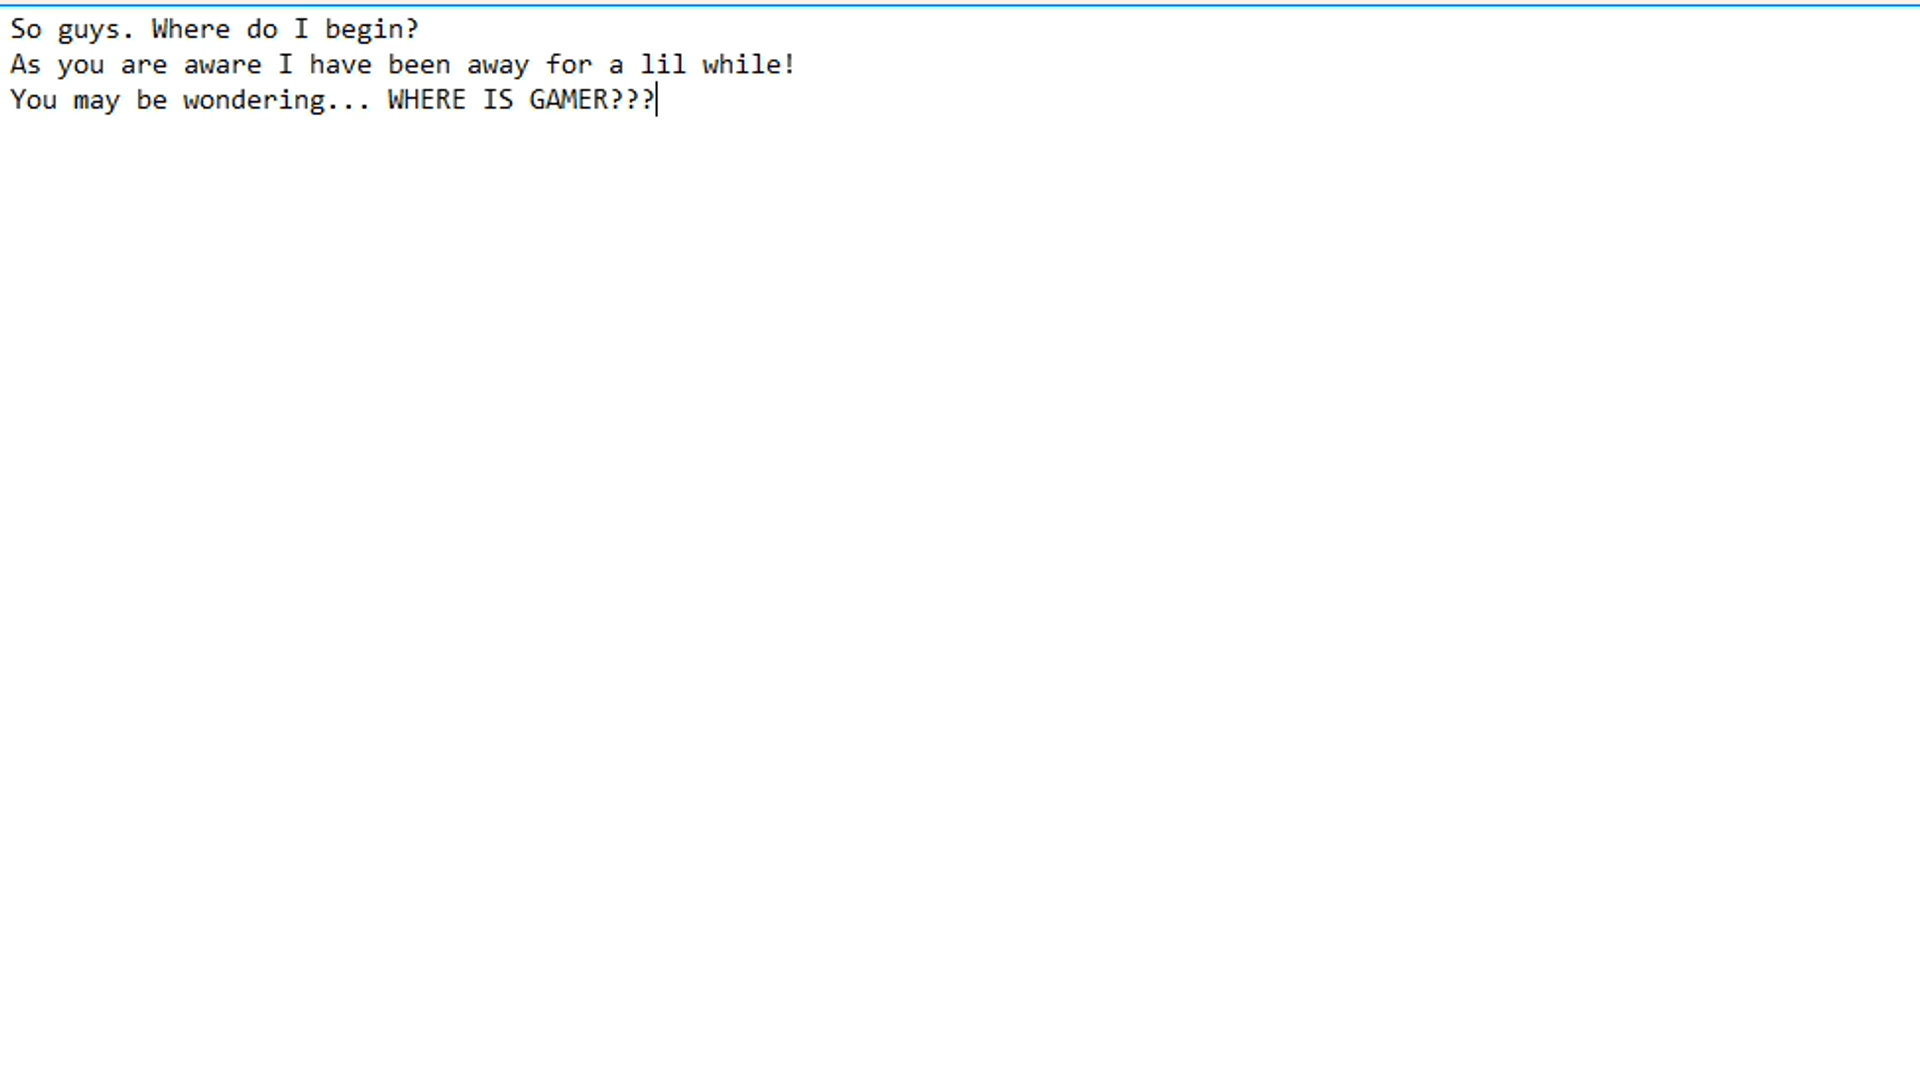 So guys. Where do I begin?
As you are aware I have been away for a lil while!
You may be wondering... WHERE IS GAMER???